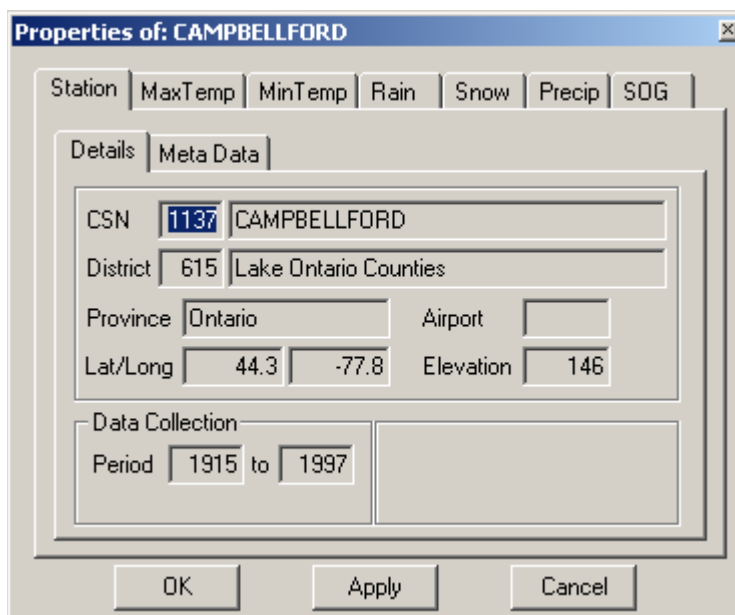 Properties of: CAMPBELLFORD
Station MaxTemp MinTemp Rain Snow Precip SOG
Details Meta Data
CSN 1137 CAMPBELLFORD
District 615 Lake Ontario Counties
Province Ontario Airport
Lat/Long 44.3 -77.8 Elevation 146
Data Collection
Period 1915 to 1997
OK Apply Cancel